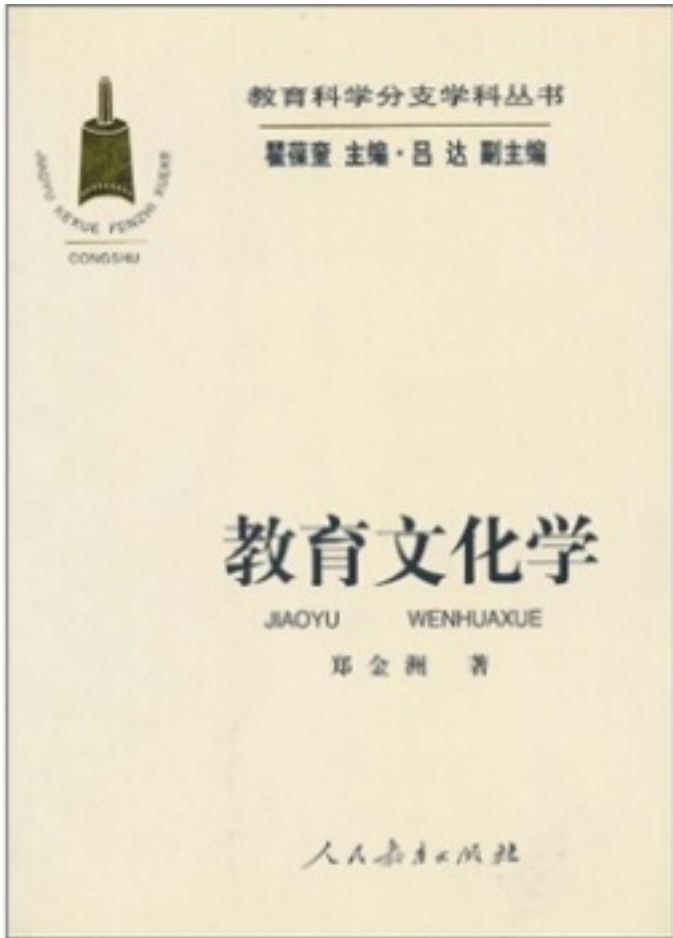 教育科学分支学科丛书
瞿葆奎 主编·吕 达 副主编
JIAOYU KEXUE FENZHI XUEKE
CONGSHU
教育文化学
JIAOYU WENHUAXUE
郑金洲 著
人民教育出版社